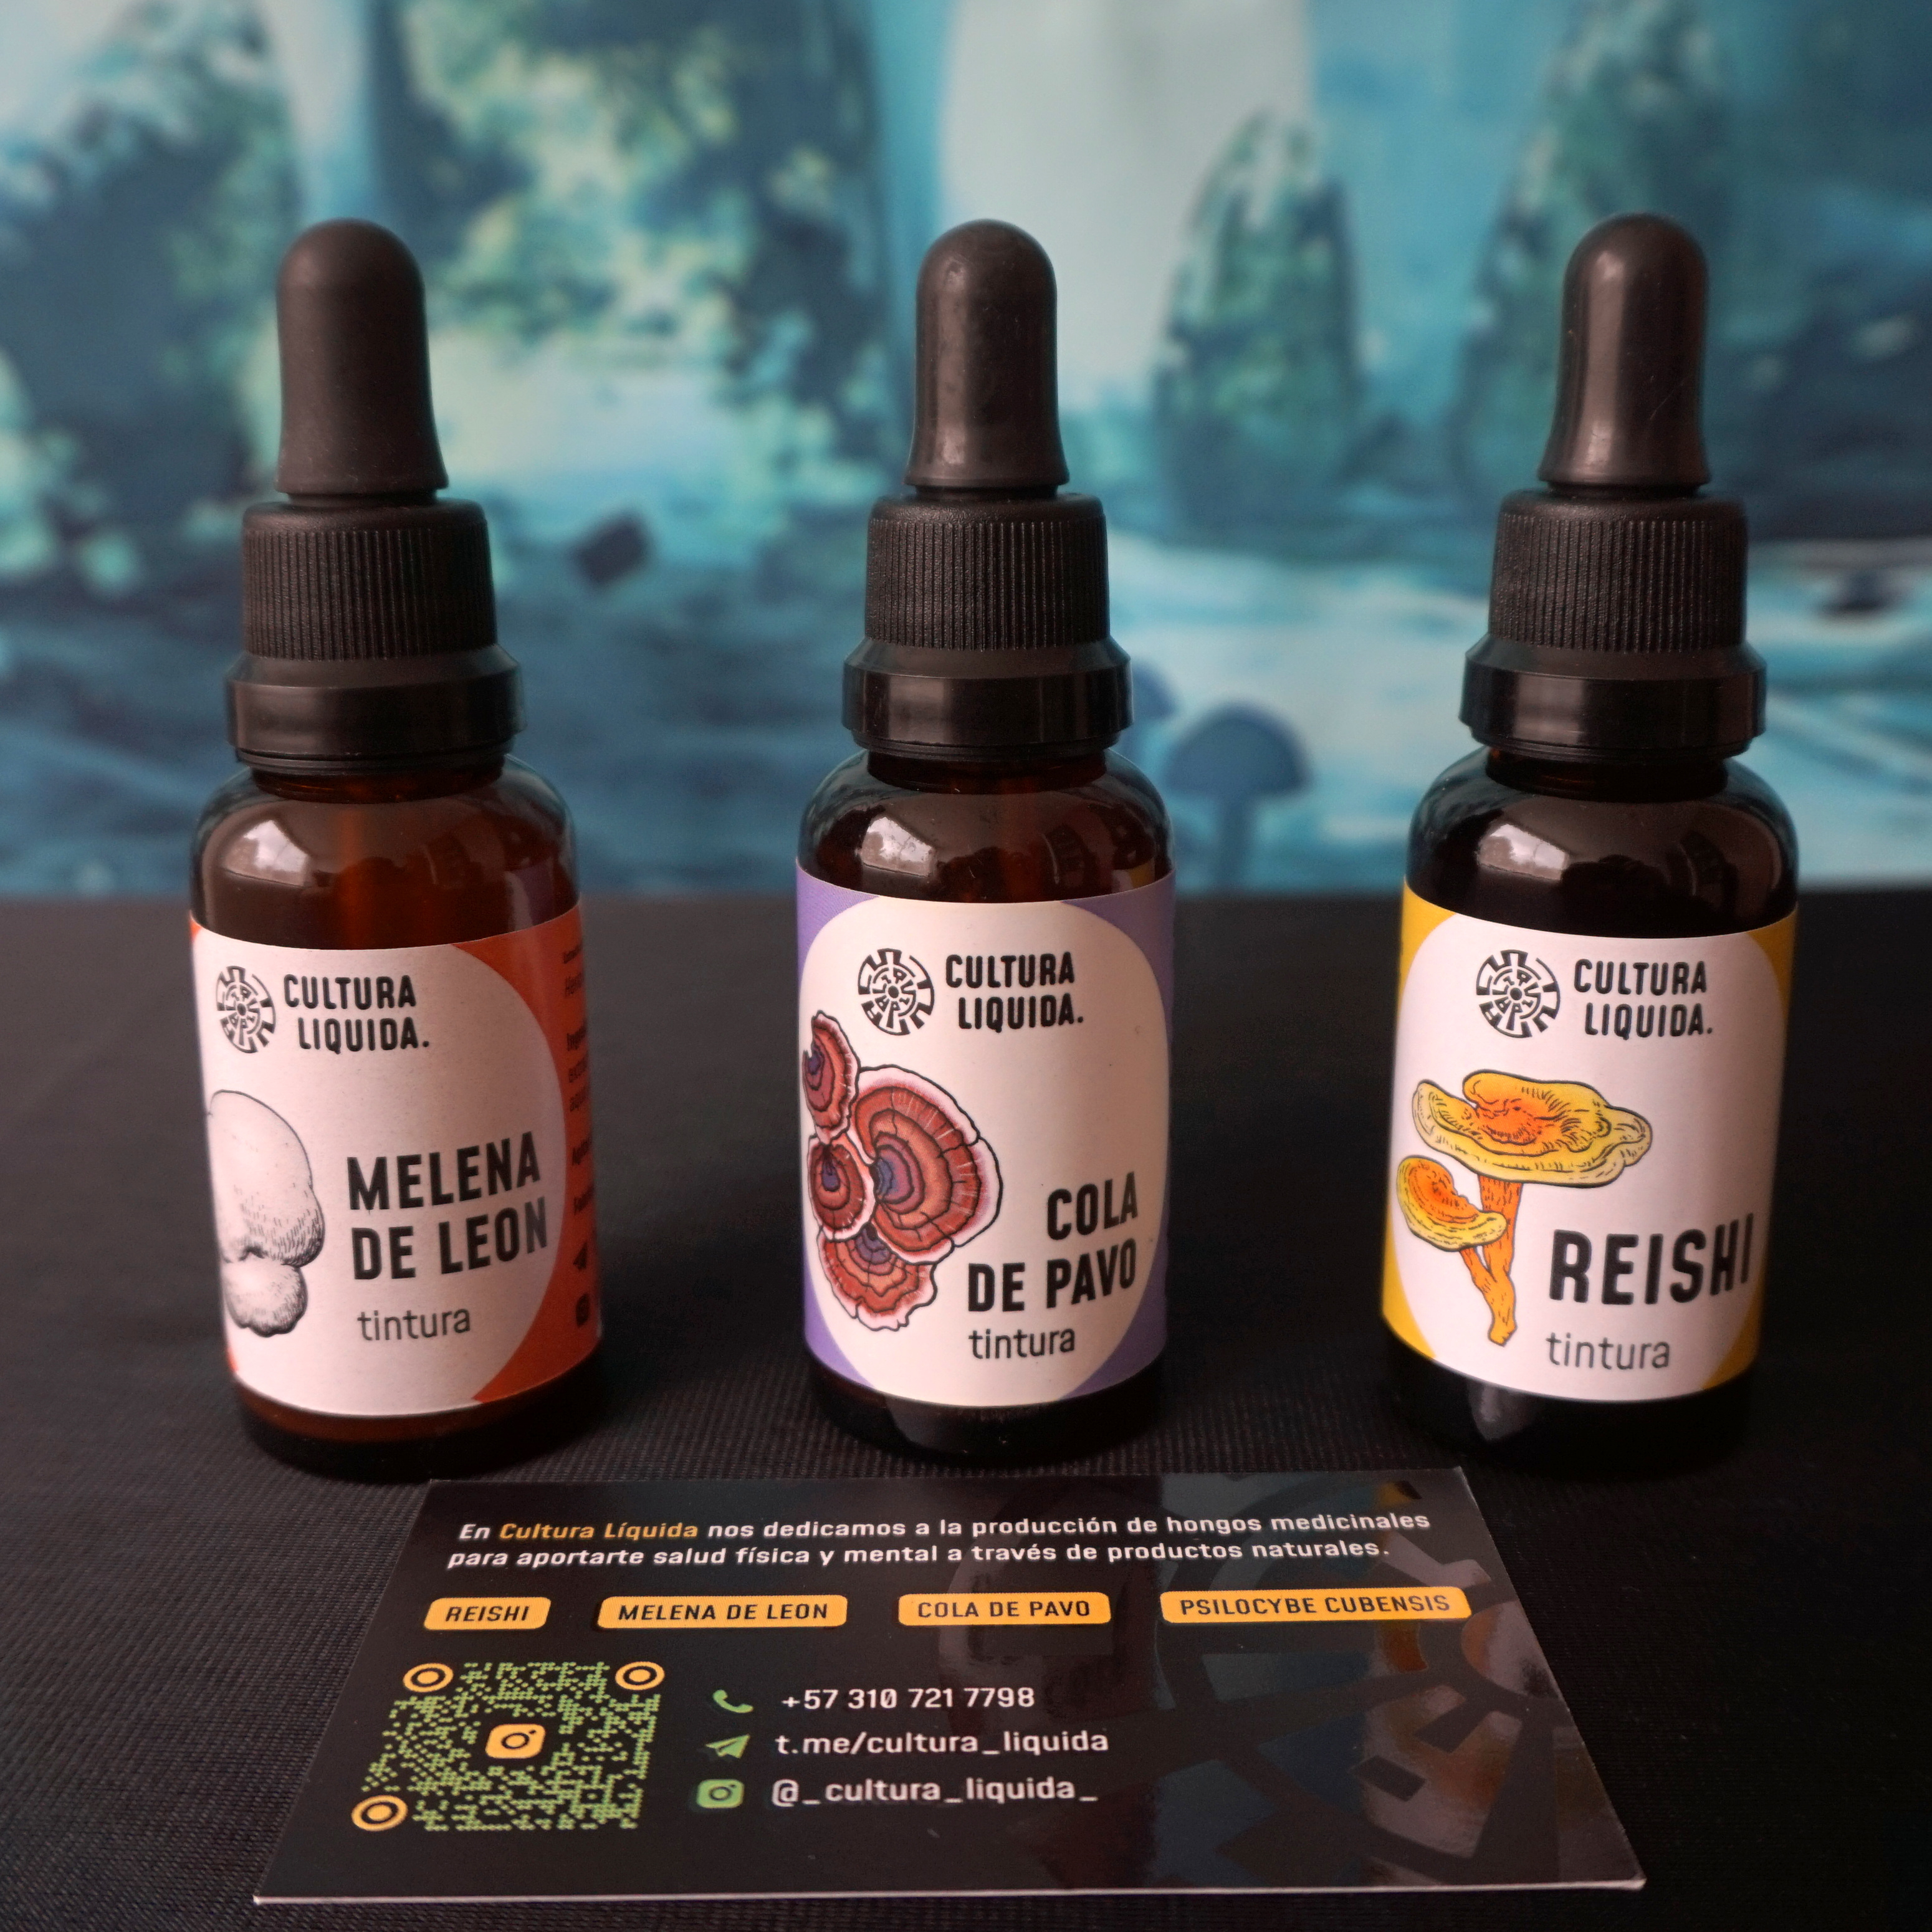 CULTURA
LIQUIDA.
MELENA
DE LEON
tintura
CULTURA
LIQUIDA.
COLA
DE PAVO
tintura
CULTURA
LIQUIDA.
REISHI
tintura
En Cultura Líquida nos dedicamos a la producción de hongos medicinales
para aportarte salud física y mental a través de productos naturales.
REISHI MELENA DE LEON COLA DE PAVO PSILOCYBE CUBENSIS
+57 310 721 7798
t.me/cultura_liquida
@_cultura_liquida_